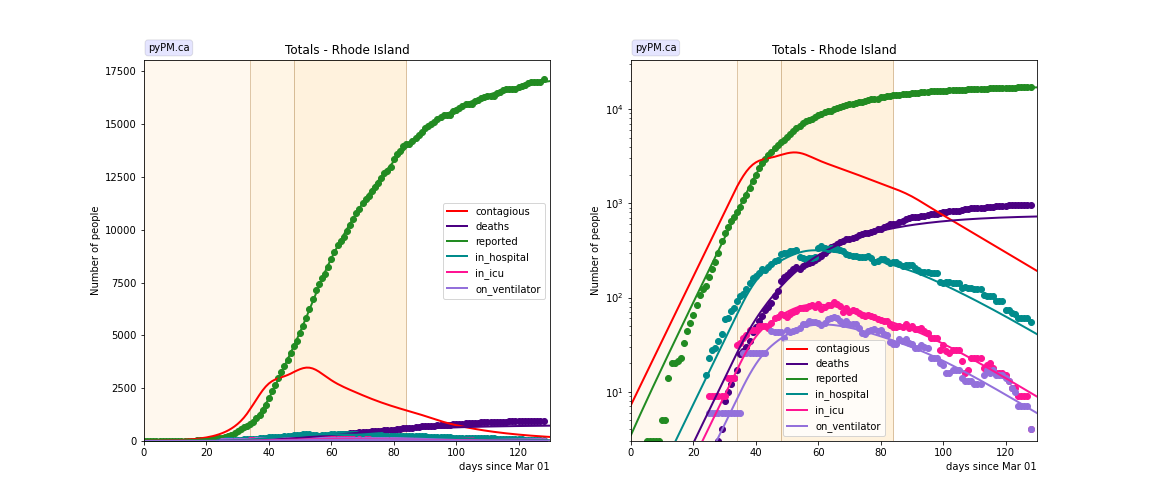 pyPM.ca
Totals - Rhode Island
Number of people
17500
15000
12500
10000
7500
5000
2500
0
contagious
deaths
reported
in_hospital
in_icu
on_ventilator
0 20 40 60 80 100 120
days since Mar 01
pyPM.ca
Totals - Rhode Island
Number of people
10⁴
10³
10²
10¹
contagious
deaths
reported
in_hospital
in_icu
on_ventilator
0 20 40 60 80 100 120
days since Mar 01